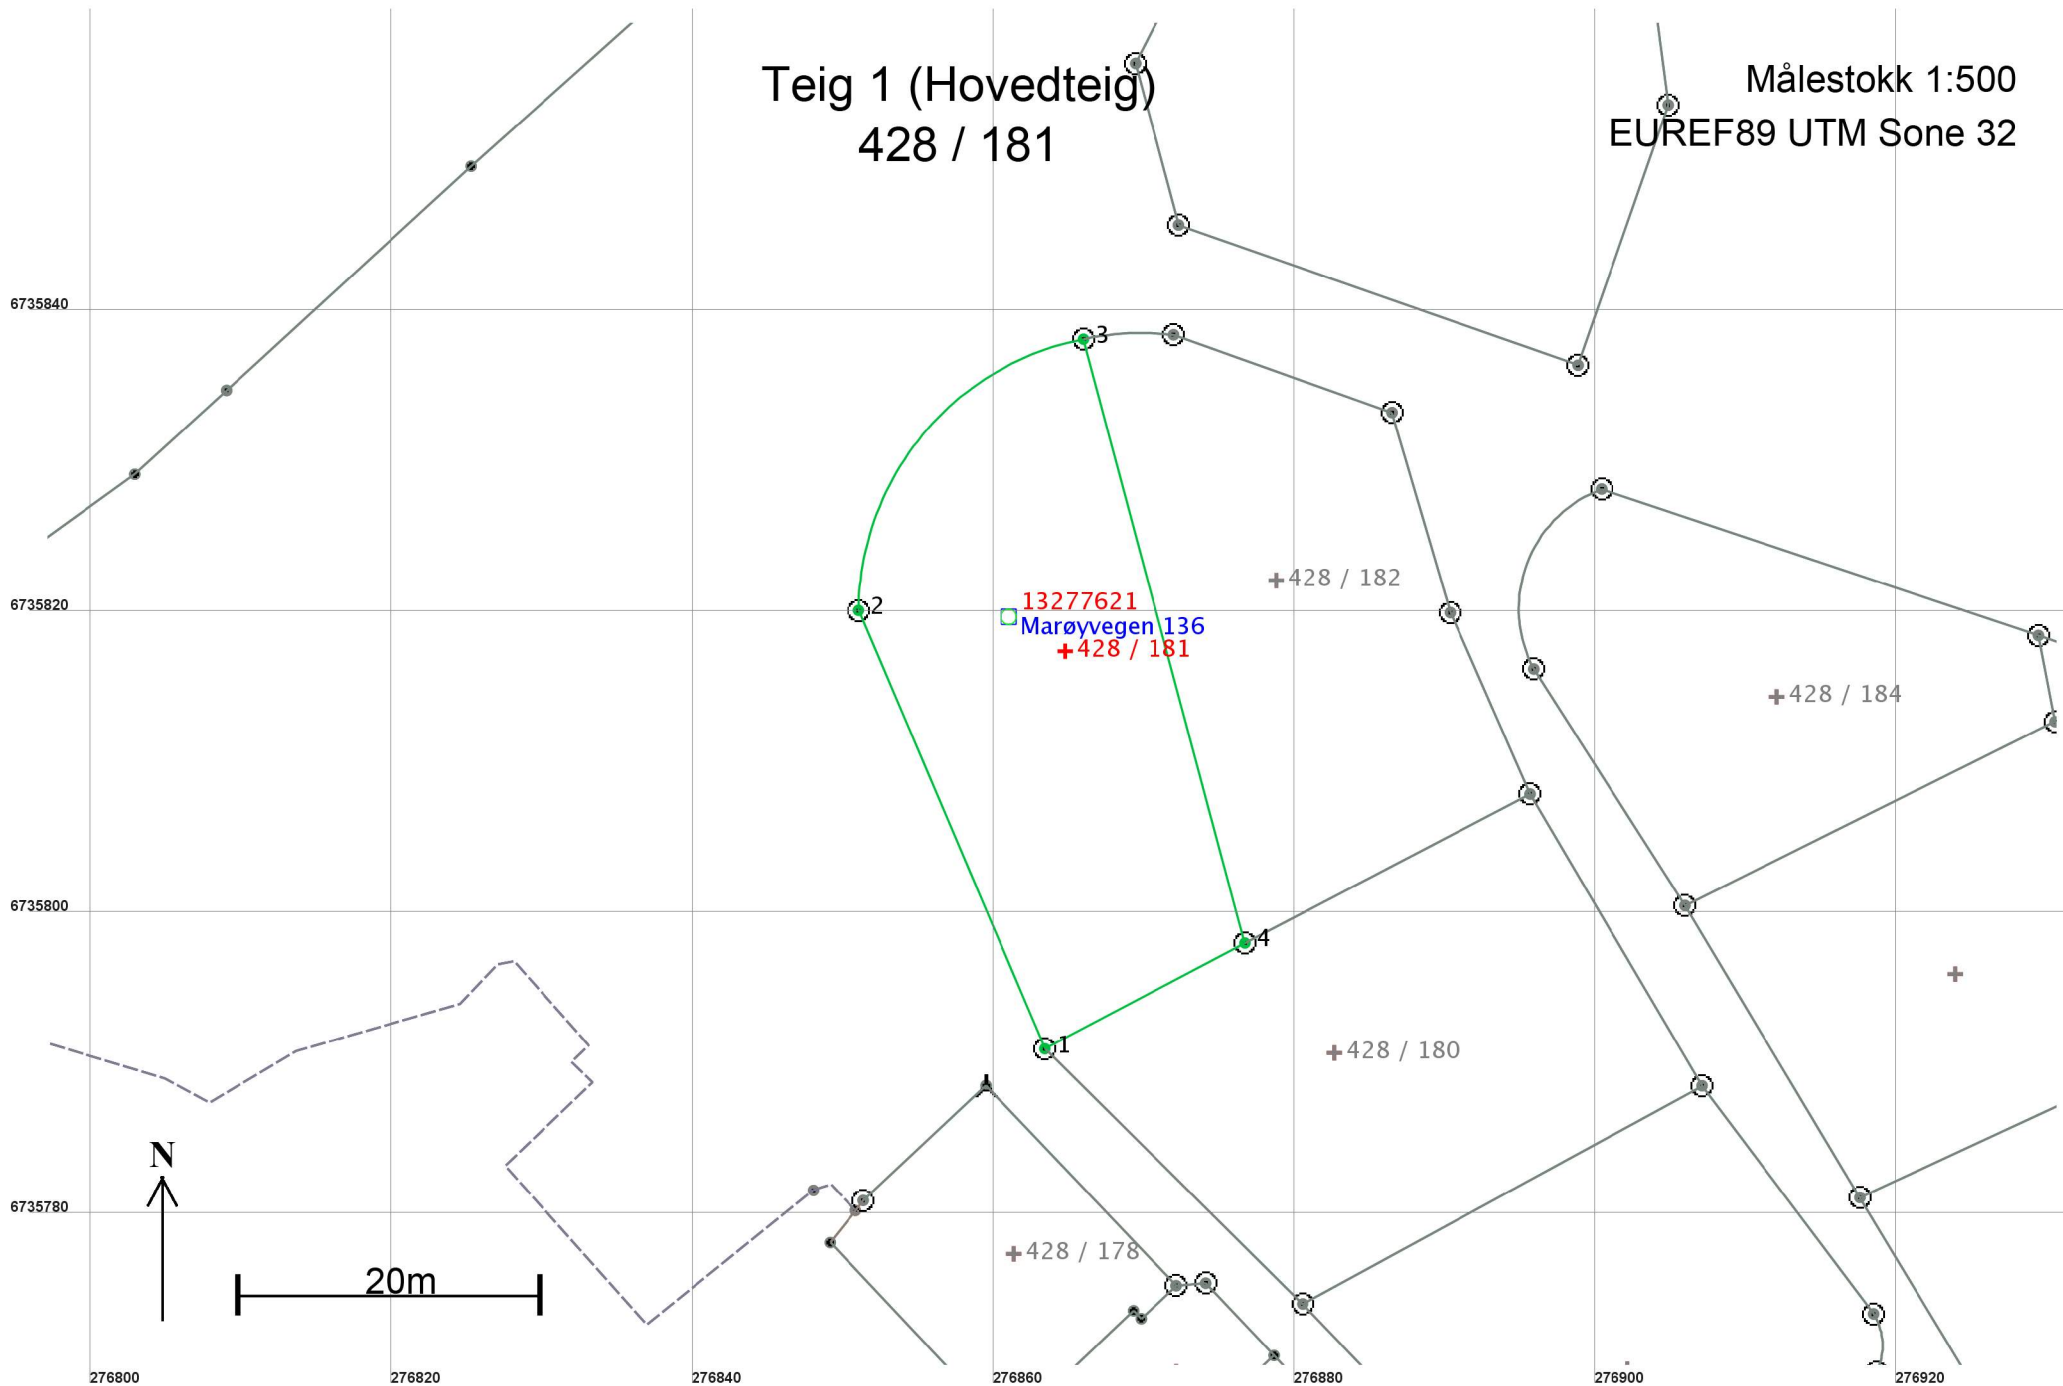 Teig 1 (Hovedteig)
428 / 181
Målestokk 1:500
EUREF89 UTM Sone 32
6735840
3
428 / 182
6735820
2
13277621
Marøyvegen 136
428 / 181
428 / 184
6735800
4
1
428 / 180
N
6735780
428 / 178
20m
276800
276820
276840
276860
276880
276900
276920